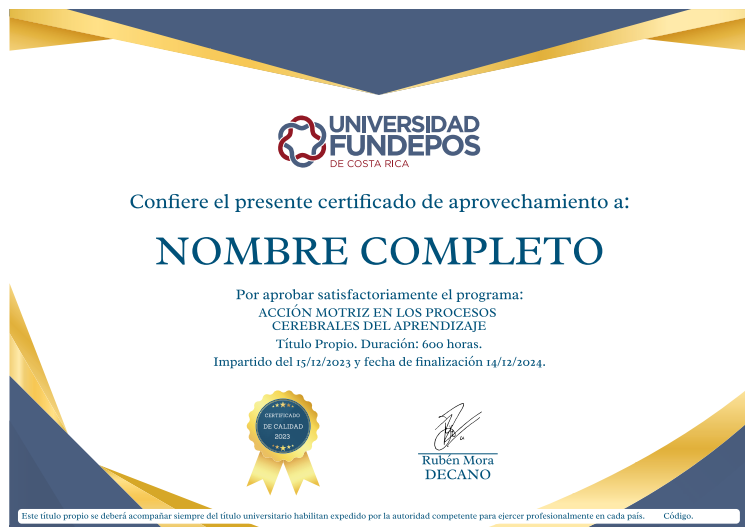 UNIVERSIDAD
FUNDEPOS
DE COSTA RICA
Confiere el presente certificado de aprovechamiento a:
NOMBRE COMPLETO
Por aprobar satisfactoriamente el programa:
ACCIÓN MOTRIZ EN LOS PROCESOS
CEREBRALES DEL APRENDIZAJE
Título Propio. Duración: 600 horas.
Impartido del 15/12/2023 y fecha de finalización 14/12/2024.
CERTIFICADO
DE CALIDAD
2023
Rubén Mora
DECANO
Este título propio se deberá acompañar siempre del título universitario habilitan expedido por la autoridad competente para ejercer profesionalmente en cada país. Código.